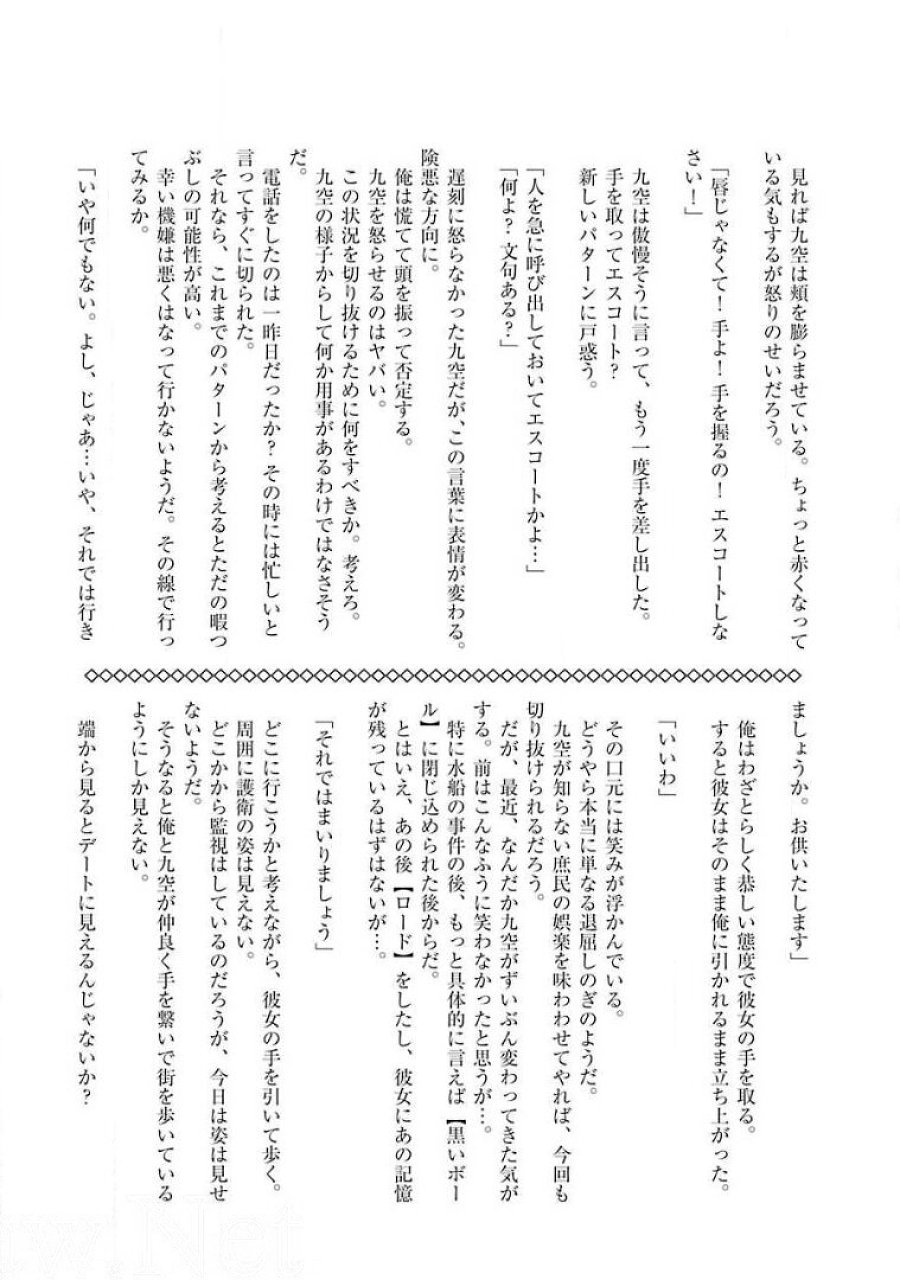 見れば九空は頬を膨らませている。ちょっと赤くなって
いる気もするが怒りのせいだろう。
「唇じゃなくて！手よ！手を握るの！エスコートしな
さい！」
九空は傲慢そうに言って、もう一度手を差し出した。
手を取ってエスコート？
新しいパターンに戸惑う。
「人を急に呼び出しておいてエスコートかよ…」
「何よ？文句ある？」
遅刻に怒らなかった九空だが、この言葉に表情が変わる。
険悪な方向に。
俺は慌てて頭を振って否定する。
九空を怒らせるのはヤバい。
この状況を切り抜けるために何をすべきか。考えろ。
九空の様子からして何か用事があるわけではなさそう
だ。
電話をしたのは一昨日だったか？その時には忙しいと
言ってすぐに切られた。
それなら、これまでのパターンから考えるとただの暇つ
ぶしの可能性が高い。
幸い機嫌は悪くはなって行かないようだ。その線で行っ
てみるか。
「いや何でもない。よし、じゃあ…いや、それでは行き
ましょうか。お供いたします」
俺はわざとらしく恭しい態度で彼女の手を取る。
すると彼女はそのまま俺に引かれるまま立ち上がった。
「いいわ」
その口元には笑みが浮かんでいる。
どうやら本当に単なる退屈しのぎのようだ。
九空が知らない庶民の娯楽を味わわせてやれば、今回も
切り抜けられるだろう。
だが、最近、なんだか九空がずいぶん変わってきた気が
する。前はこんなふうに笑わなかったと思うが…。
特に水船の事件の後、もっと具体的に言えば【黒いボー
ル】に閉じ込められた後からだ。
とはいえ、あの後【ロード】をしたし、彼女にあの記憶
が残っているはずはないが…。
「それではまいりましょう」
どこに行こうかと考えながら、彼女の手を引いて歩く。
周囲に護衛の姿は見えない。
どこかから監視はしているのだろうが、今日は姿は見せ
ないようだ。
そうなると俺と九空が仲良く手を繋いで街を歩いている
ようにしか見えない。
端から見るとデートに見えるんじゃないか？